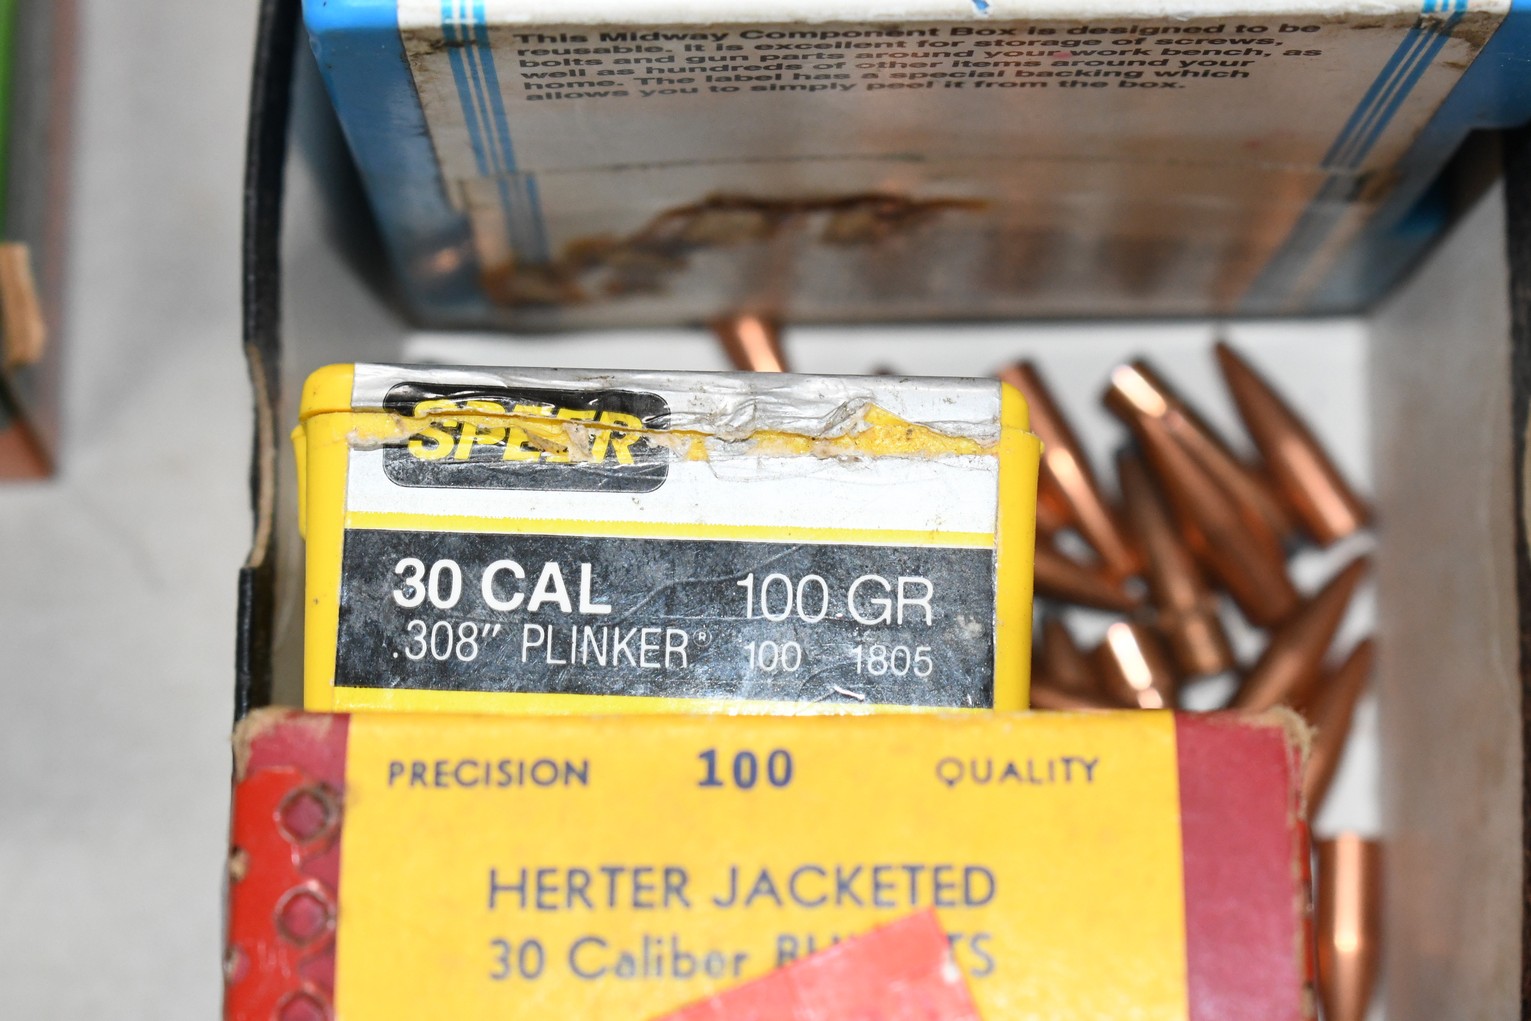 This Midway Component Box is designed to be
reusable. It is excellent for storage of screws,
bolts and gun parts around your work bench, as
well as hundreds of other items around your
home. The label has a special backing which
allows you to simply peel it from the box.
SPEER
30 CAL 100 GR
.308" PLINKER® 100 1805
PRECISION 100 QUALITY
HERTER JACKETED
30 Caliber